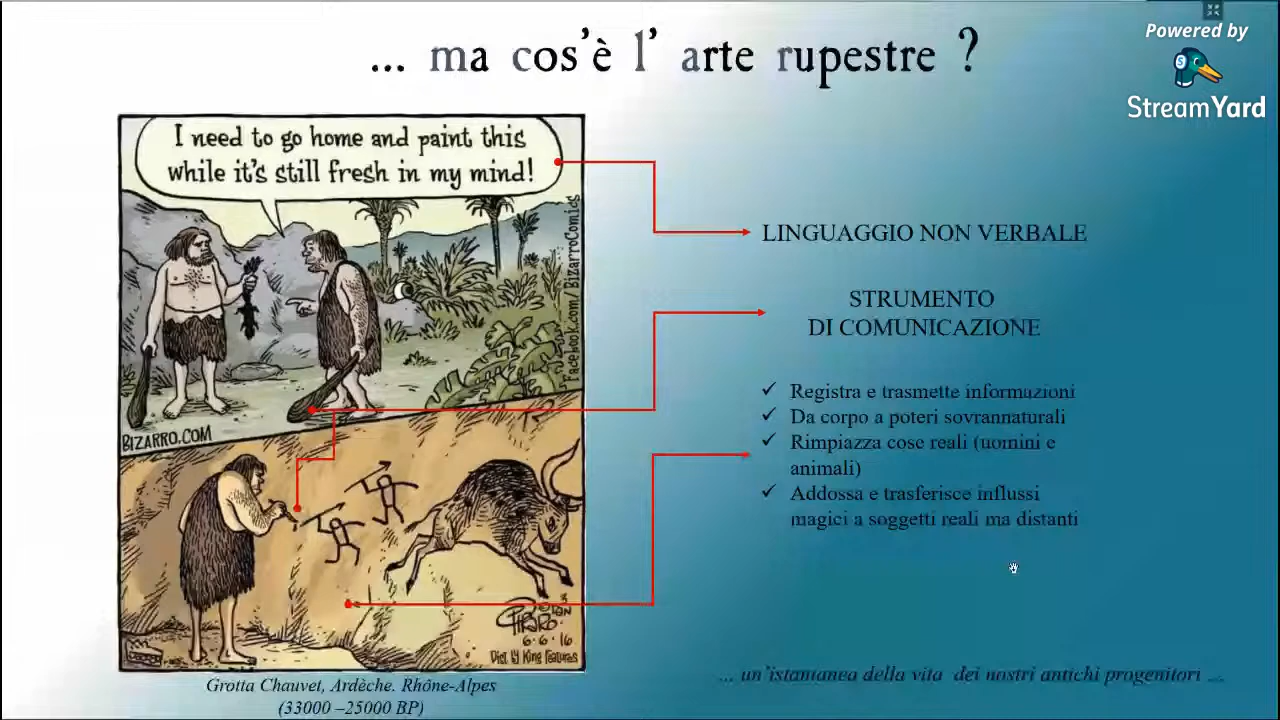 ... ma cos'è l' arte rupestre ?
Powered by
StreamYard
I need to go home and paint this
while it's still fresh in my mind!
Facebook.com/BizarroComics
BIZARRO.COM
LINGUAGGIO NON VERBALE
STRUMENTO
DI COMUNICAZIONE
✓ Registra e trasmette informazioni
✓ Da corpo a poteri sovrannaturali
✓ Rimpiazza cose reali (uomini e
animali)
✓ Addossa e trasferisce influssi
magici a soggetti reali ma distanti
PIRARO.
6·6·16
Dist by King Features
Grotta Chauvet, Ardèche. Rhône-Alpes
(33000 –25000 BP)
... un'istantanea della vita dei nostri antichi progenitori ...